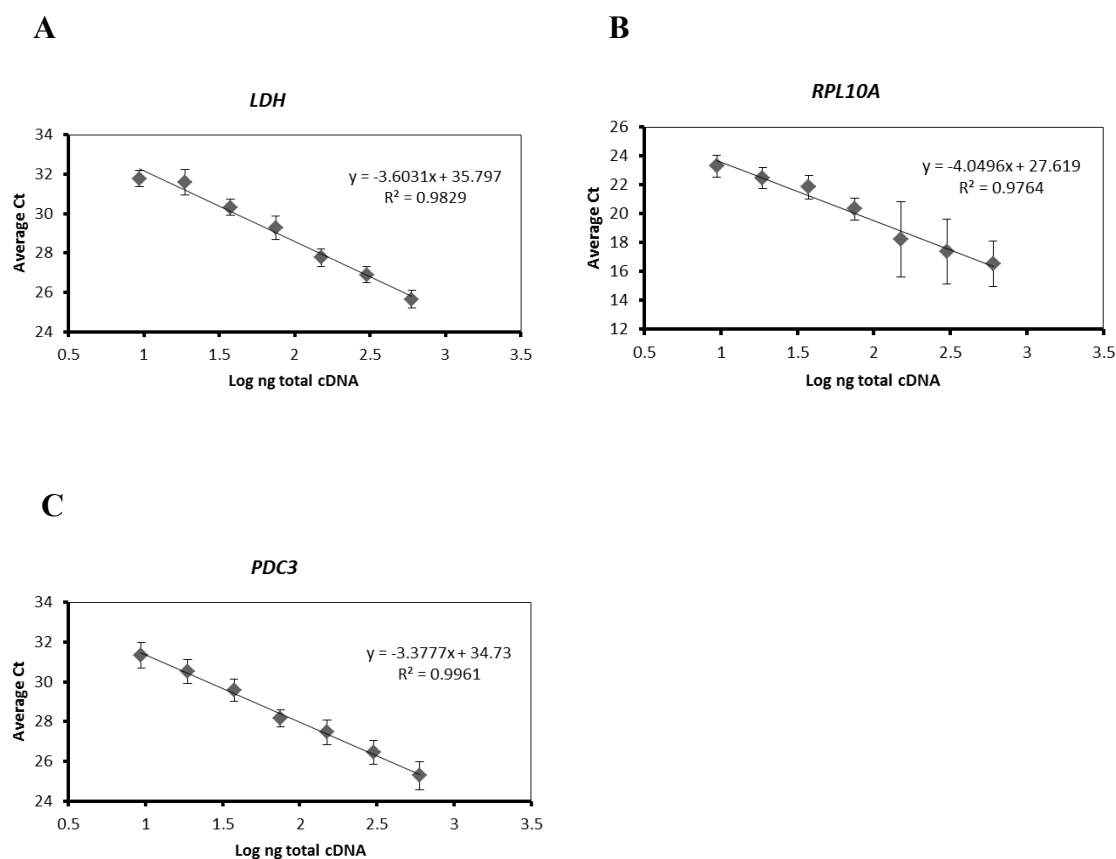 A
LDH
34
32
30
28
26
24
Average Ct
y = -3.6031x + 35.797
R² = 0.9829
0.5 1 1.5 2 2.5 3 3.5
Log ng total cDNA
B
RPL10A
26
24
22
20
18
16
14
12
Average Ct
y = -4.0496x + 27.619
R² = 0.9764
0.5 1 1.5 2 2.5 3 3.5
Log ng total cDNA
C
PDC3
34
32
30
28
26
24
Average Ct
y = -3.3777x + 34.73
R² = 0.9961
0.5 1 1.5 2 2.5 3 3.5
Log ng total cDNA